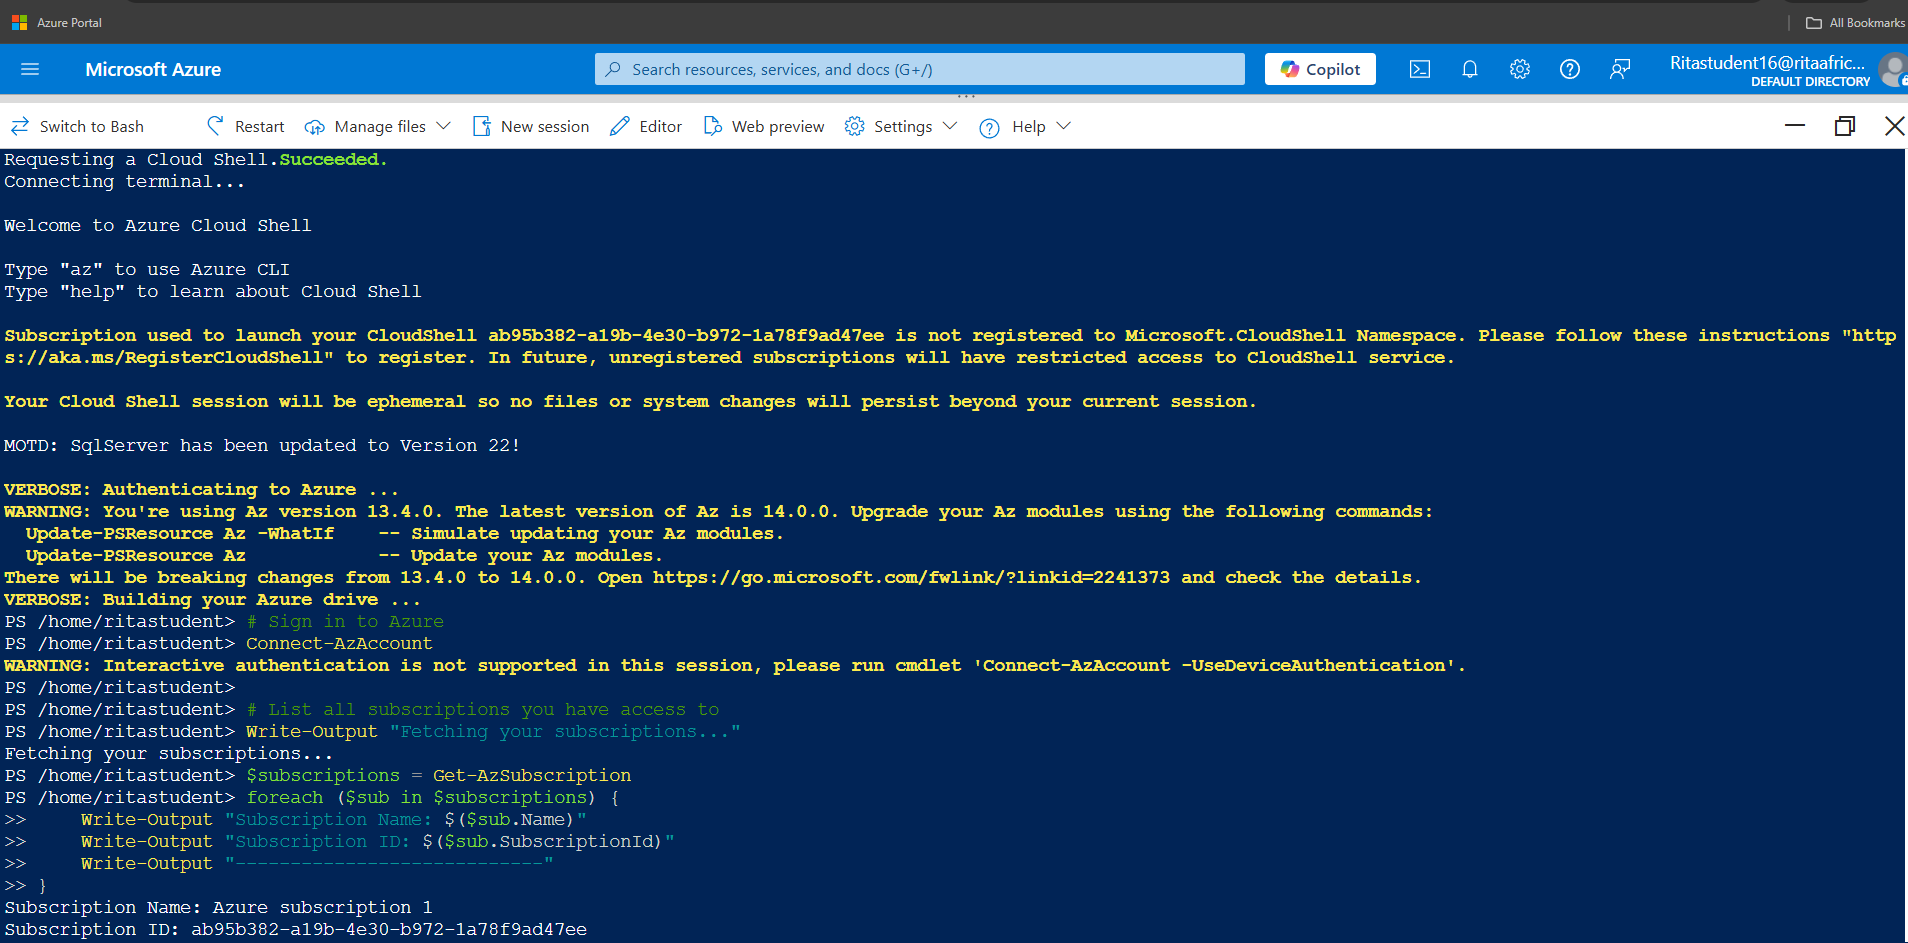 Azure Portal
All Bookmarks
Microsoft Azure
Search resources, services, and docs (G+/)
Copilot
Ritastudent16@ritaafric...
DEFAULT DIRECTORY
Switch to Bash
Restart
Manage files
New session
Editor
Web preview
Settings
Help
Requesting a Cloud Shell.Succeeded.
Connecting terminal...
Welcome to Azure Cloud Shell
Type "az" to use Azure CLI
Type "help" to learn about Cloud Shell
Subscription used to launch your CloudShell ab95b382-a19b-4e30-b972-1a78f9ad47ee is not registered to Microsoft.CloudShell Namespace. Please follow these instructions "http
s://aka.ms/RegisterCloudShell" to register. In future, unregistered subscriptions will have restricted access to CloudShell service.
Your Cloud Shell session will be ephemeral so no files or system changes will persist beyond your current session.
MOTD: SqlServer has been updated to Version 22!
VERBOSE: Authenticating to Azure ...
WARNING: You're using Az version 13.4.0. The latest version of Az is 14.0.0. Upgrade your Az modules using the following commands:
  Update-PSResource Az -WhatIf    -- Simulate updating your Az modules.
  Update-PSResource Az            -- Update your Az modules.
There will be breaking changes from 13.4.0 to 14.0.0. Open https://go.microsoft.com/fwlink/?linkid=2241373 and check the details.
VERBOSE: Building your Azure drive ...
PS /home/ritastudent> # Sign in to Azure
PS /home/ritastudent> Connect-AzAccount
WARNING: Interactive authentication is not supported in this session, please run cmdlet 'Connect-AzAccount -UseDeviceAuthentication'.
PS /home/ritastudent>
PS /home/ritastudent> # List all subscriptions you have access to
PS /home/ritastudent> Write-Output "Fetching your subscriptions..."
Fetching your subscriptions...
PS /home/ritastudent> $subscriptions = Get-AzSubscription
PS /home/ritastudent> foreach ($sub in $subscriptions) {
>>     Write-Output "Subscription Name: $($sub.Name)"
>>     Write-Output "Subscription ID: $($sub.SubscriptionId)"
>>     Write-Output "----------------------------"
>> }
Subscription Name: Azure subscription 1
Subscription ID: ab95b382-a19b-4e30-b972-1a78f9ad47ee